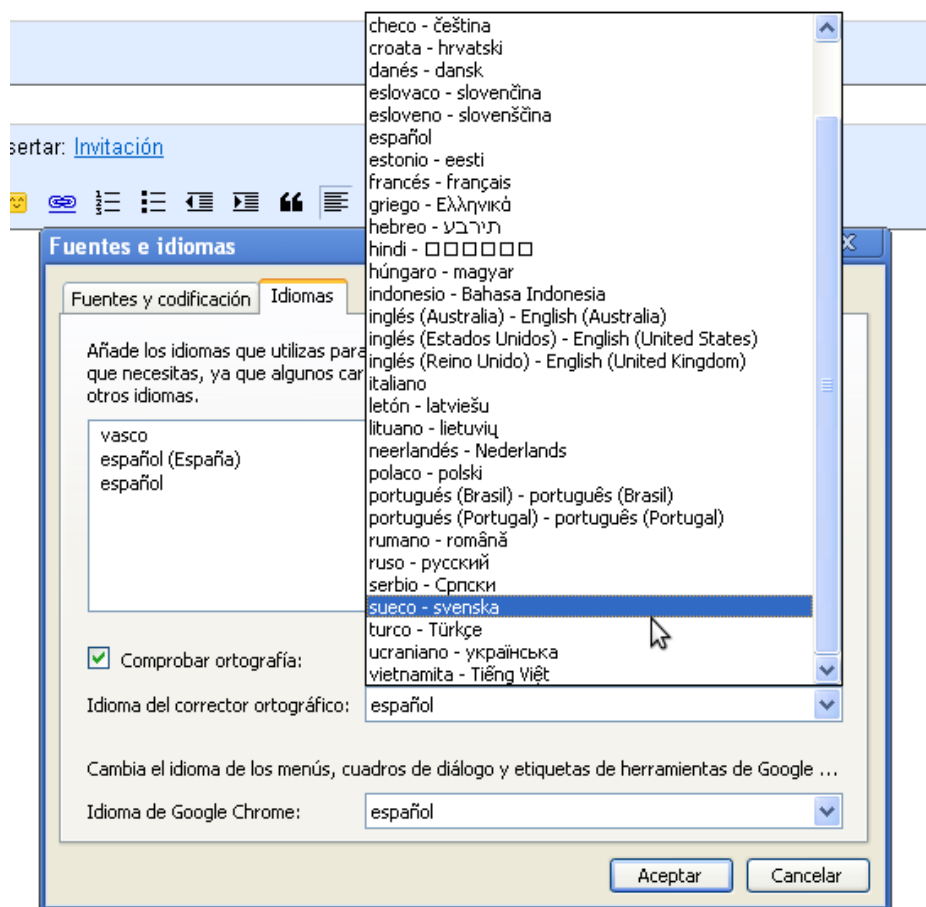 checo - čeština
croata - hrvatski
danés - dansk
eslovaco - slovenčina
esloveno - slovenščina
español
estonio - eesti
francés - français
griego - Ελληνικά
hebreo - תירבע
hindi - □□□□□□
húngaro - magyar
indonesio - Bahasa Indonesia
inglés (Australia) - English (Australia)
inglés (Estados Unidos) - English (United States)
inglés (Reino Unido) - English (United Kingdom)
italiano
letón - latviešu
lituano - lietuvių
neerlandés - Nederlands
polaco - polski
portugués (Brasil) - português (Brasil)
portugués (Portugal) - português (Portugal)
rumano - română
ruso - русский
serbio - Српски
sueco - svenska
turco - Türkçe
ucraniano - українська
vietnamita - Tiếng Việt
sertar: Invitación
Fuentes e idiomas
Fuentes y codificación
Idiomas
Añade los idiomas que utilizas para
que necesitas, ya que algunos car
otros idiomas.
vasco
español (España)
español
Comprobar ortografía:
Idioma del corrector ortográfico: español
Cambia el idioma de los menús, cuadros de diálogo y etiquetas de herramientas de Google ...
Idioma de Google Chrome: español
Aceptar
Cancelar